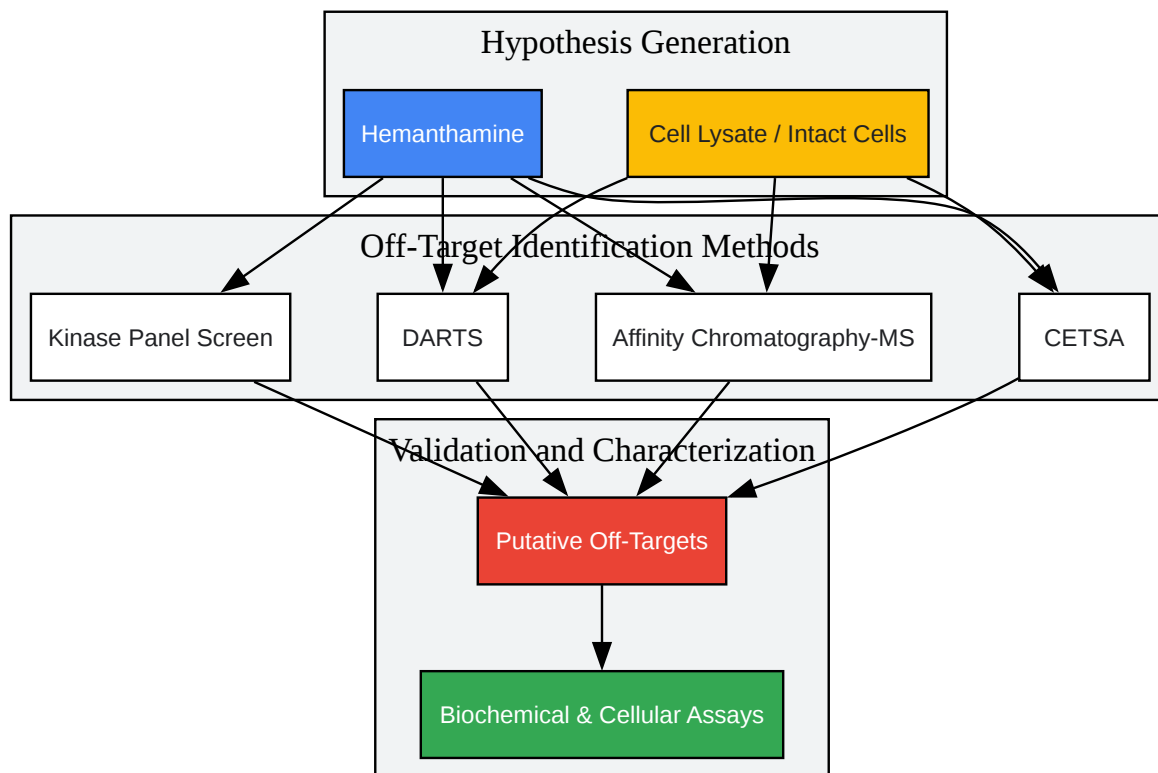 Hypothesis Generation
Hemanthamine
Cell Lysate / Intact Cells
Off-Target Identification Methods
Kinase Panel Screen
DARTS
Affinity Chromatography-MS
CETSA
Validation and Characterization
Putative Off-Targets
Biochemical & Cellular Assays